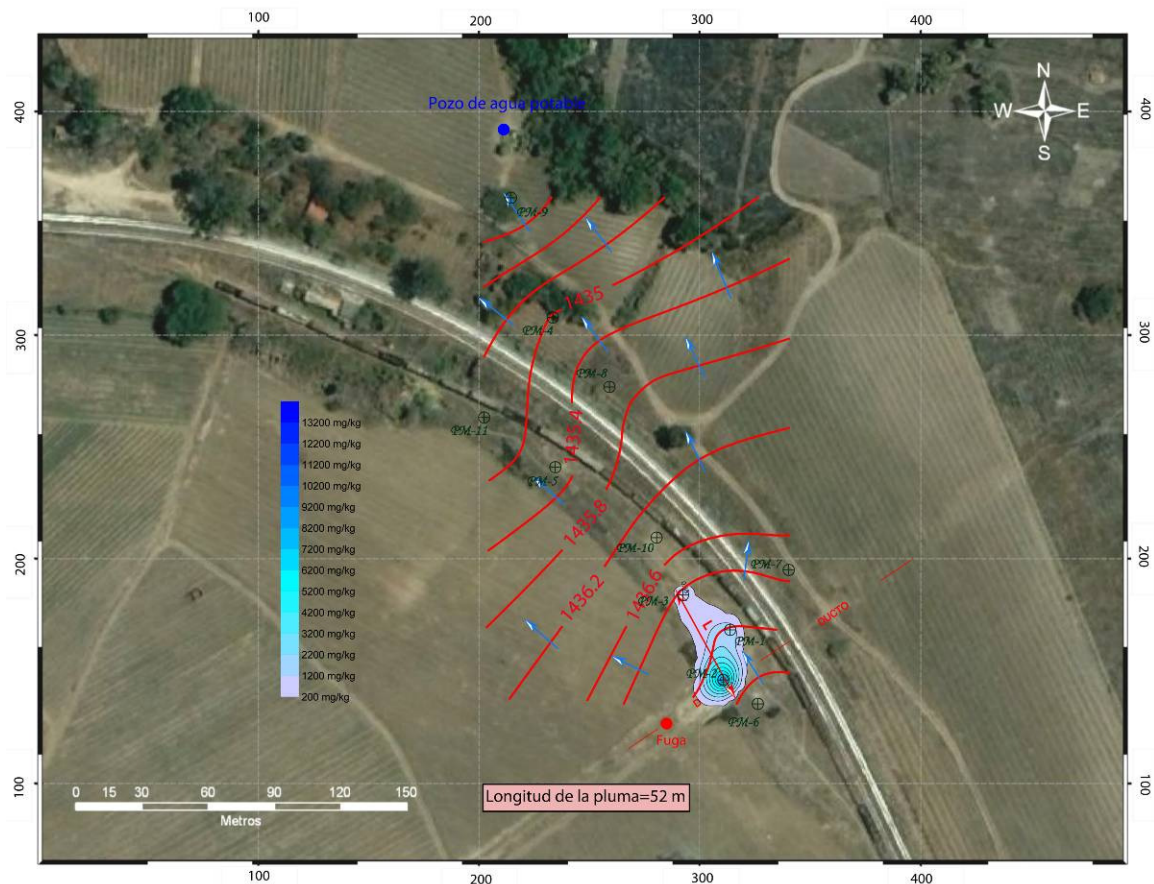 100 200 300 400
N
W E
S
400 400
Pozo de agua potable
PM-9
1435
PM-4
300 300
PM-8
PM-11
1435.4
13200 mg/kg
12200 mg/kg
11200 mg/kg
10200 mg/kg
9200 mg/kg
8200 mg/kg
7200 mg/kg
6200 mg/kg
5200 mg/kg
4200 mg/kg
3200 mg/kg
2200 mg/kg
1200 mg/kg
200 mg/kg
PM-5
1435.8
PM-10
200 200
PM-7
1436.2
1436.6
PM-3
DUCTO
L
PM-1
PM-2
PM-6
Fuga
100 100
0 15 30 60 90 120 150
Metros
Longitud de la pluma=52 m
100 200 300 400